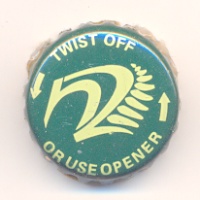 TWIST OFF
OR USE OPENER